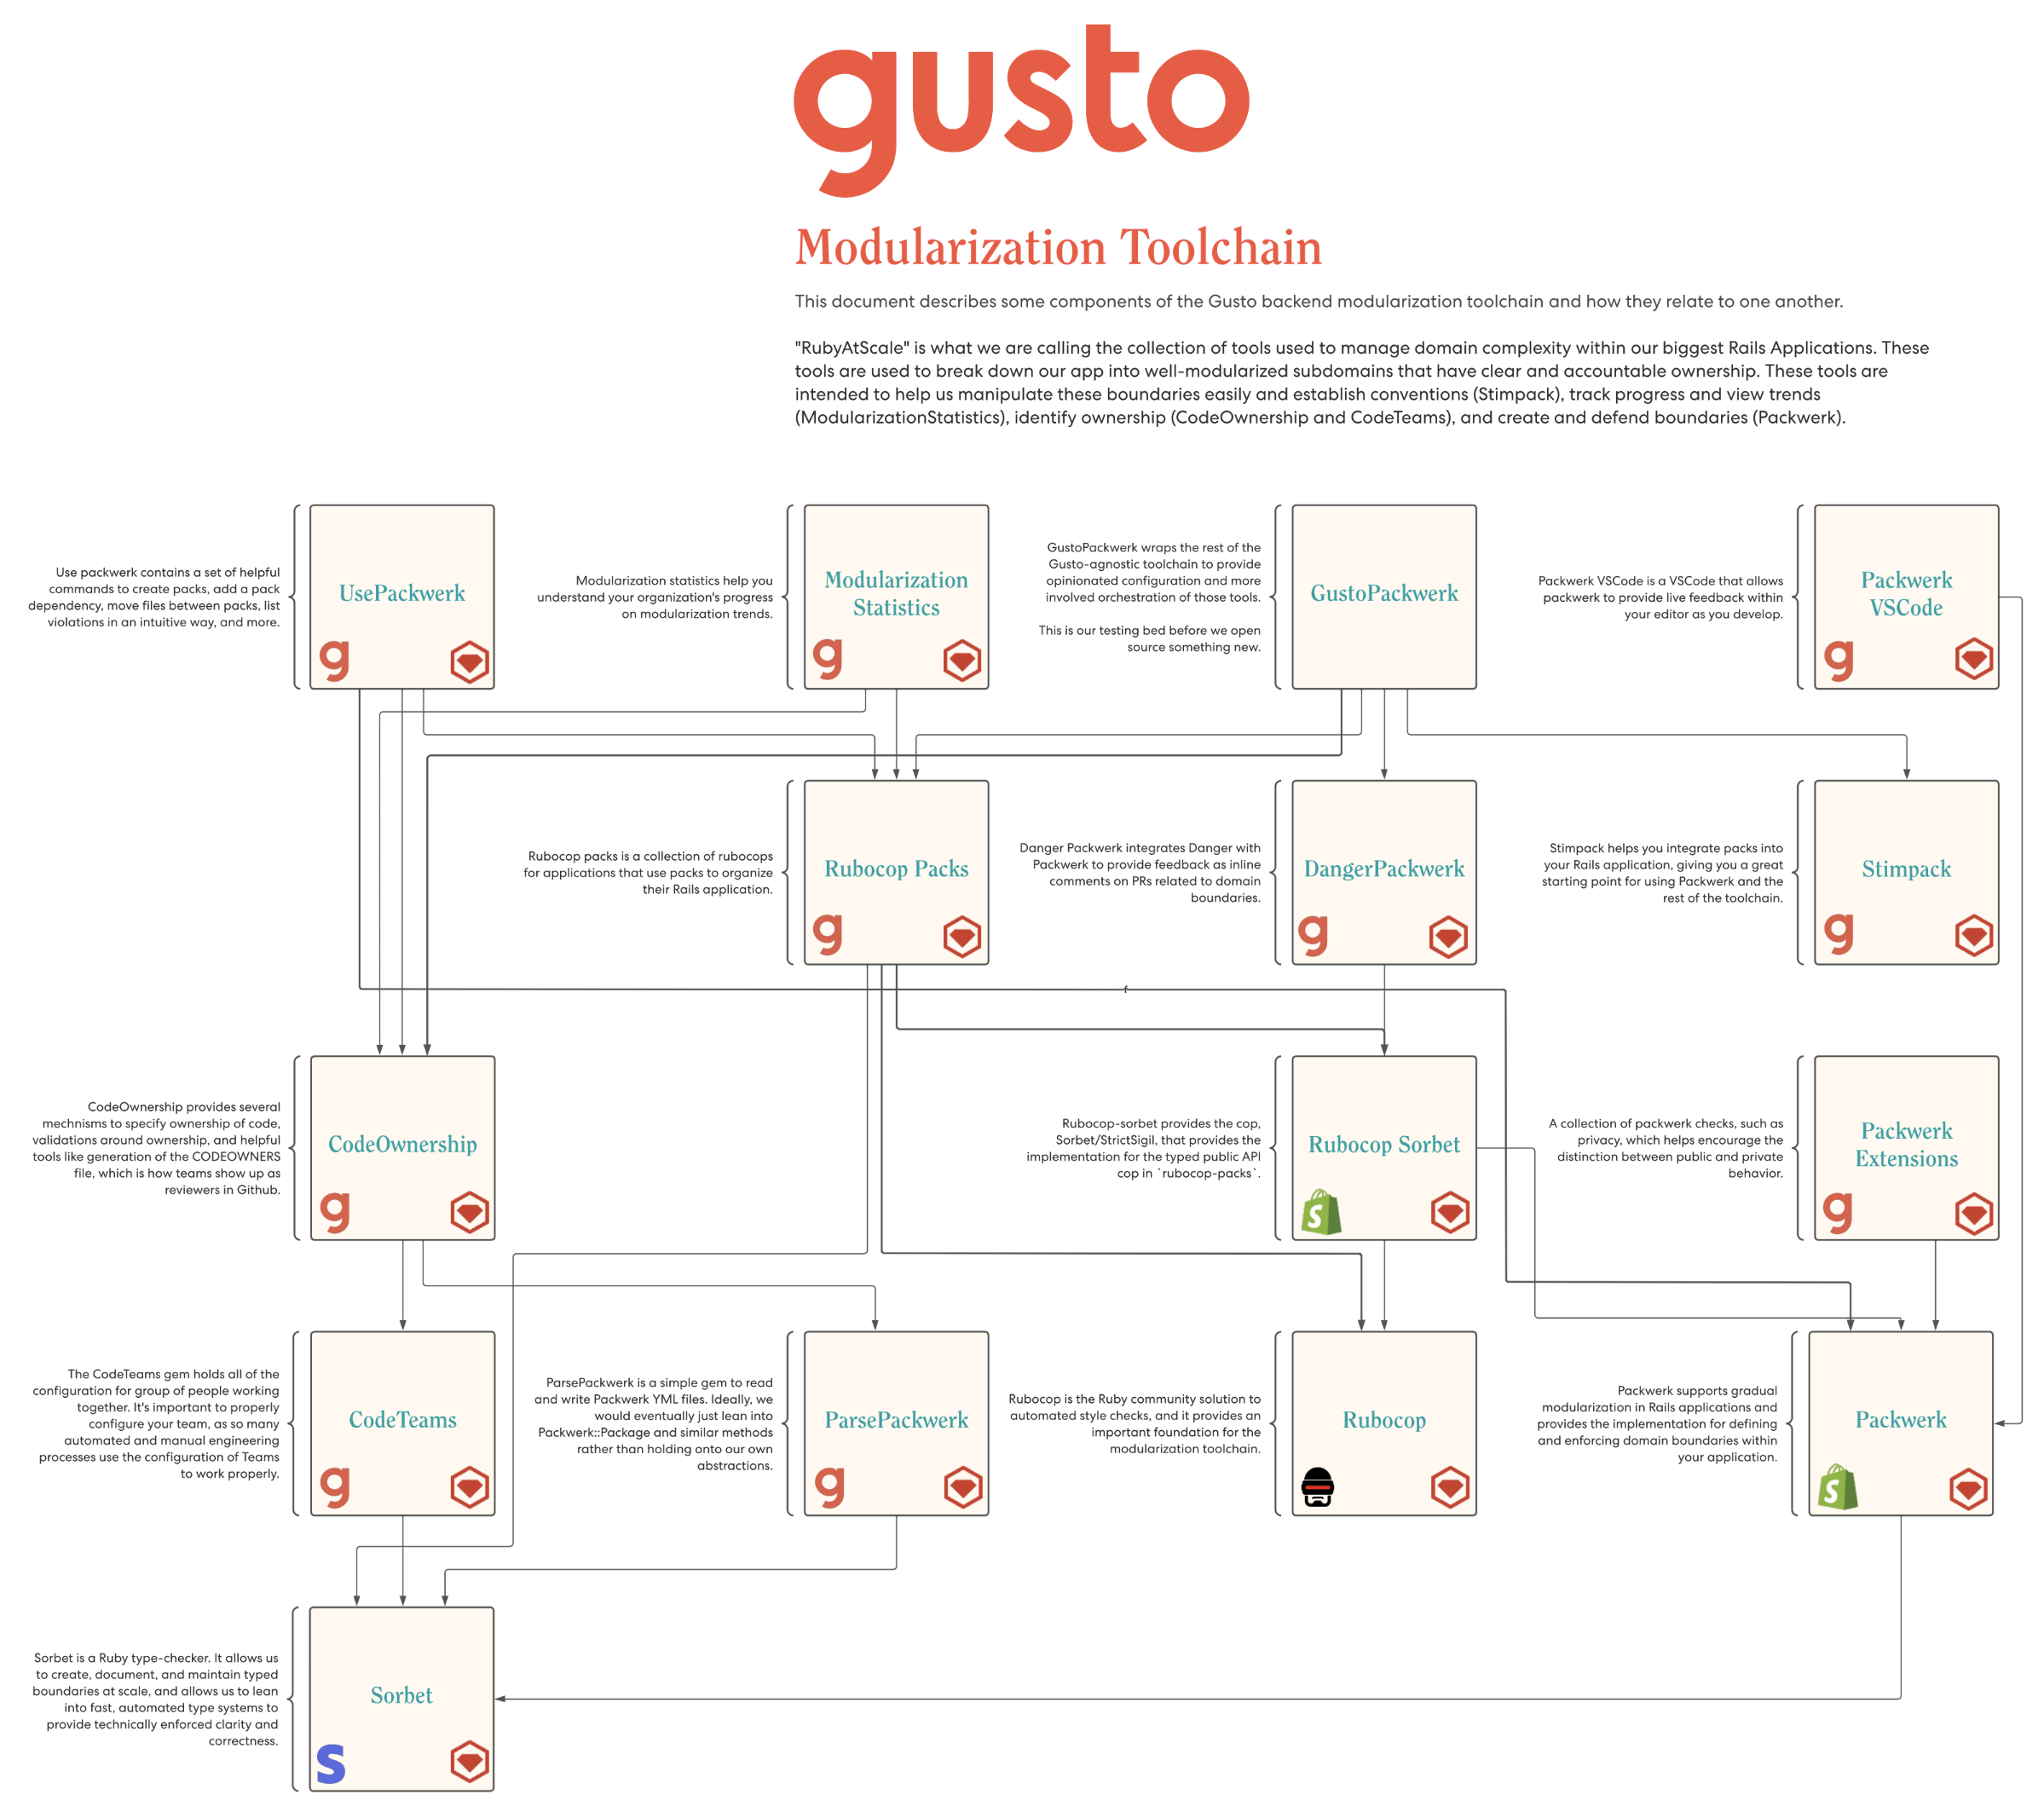 gusto
Modularization Toolchain
This document describes some components of the Gusto backend modularization toolchain and how they relate to one another.
"RubyAtScale" is what we are calling the collection of tools used to manage domain complexity within our biggest Rails Applications. These
tools are used to break down our app into well-modularized subdomains that have clear and accountable ownership. These tools are
intended to help us manipulate these boundaries easily and establish conventions (Stimpack), track progress and view trends
(ModularizationStatistics), identify ownership (CodeOwnership and CodeTeams), and create and defend boundaries (Packwerk).
Use packwerk contains a set of helpful
commands to create packs, add a pack
dependency, move files between packs, list
violations in an intuitive way, and more.
UsePackwerk
g
Modularization statistics help you
understand your organization's progress
on modularization trends.
Modularization
Statistics
g
GustoPackwerk wraps the rest of the
Gusto-agnostic toolchain to provide
opinionated configuration and more
involved orchestration of those tools.
This is our testing bed before we open
source something new.
GustoPackwerk
Packwerk VSCode is a VSCode that allows
packwerk to provide live feedback within
your editor as you develop.
Packwerk
VSCode
g
Rubocop packs is a collection of rubocops
for applications that use packs to organize
their Rails application.
Rubocop Packs
g
Danger Packwerk integrates Danger with
Packwerk to provide feedback as inline
comments on PRs related to domain
boundaries.
DangerPackwerk
g
Stimpack helps you integrate packs into
your Rails application, giving you a great
starting point for using Packwerk and the
rest of the toolchain.
Stimpack
g
CodeOwnership provides several
mechnisms to specify ownership of code,
validations around ownership, and helpful
tools like generation of the CODEOWNERS
file, which is how teams show up as
reviewers in Github.
CodeOwnership
g
Rubocop-sorbet provides the cop,
Sorbet/StrictSigil, that provides the
implementation for the typed public API
cop in `rubocop-packs`.
Rubocop Sorbet
S
A collection of packwerk checks, such as
privacy, which helps encourage the
distinction between public and private
behavior.
Packwerk
Extensions
g
The CodeTeams gem holds all of the
configuration for group of people working
together. It's important to properly
configure your team, as so many
automated and manual engineering
processes use the configuration of Teams
to work properly.
CodeTeams
g
ParsePackwerk is a simple gem to read
and write Packwerk YML files. Ideally, we
would eventually just lean into
Packwerk::Package and similar methods
rather than holding onto our own
abstractions.
ParsePackwerk
g
Rubocop is the Ruby community solution to
automated style checks, and it provides an
important foundation for the
modularization toolchain.
Rubocop
Packwerk supports gradual
modularization in Rails applications and
provides the implementation for defining
and enforcing domain boundaries within
your application.
Packwerk
S
Sorbet is a Ruby type-checker. It allows us
to create, document, and maintain typed
boundaries at scale, and allows us to lean
into fast, automated type systems to
provide technically enforced clarity and
correctness.
Sorbet
S